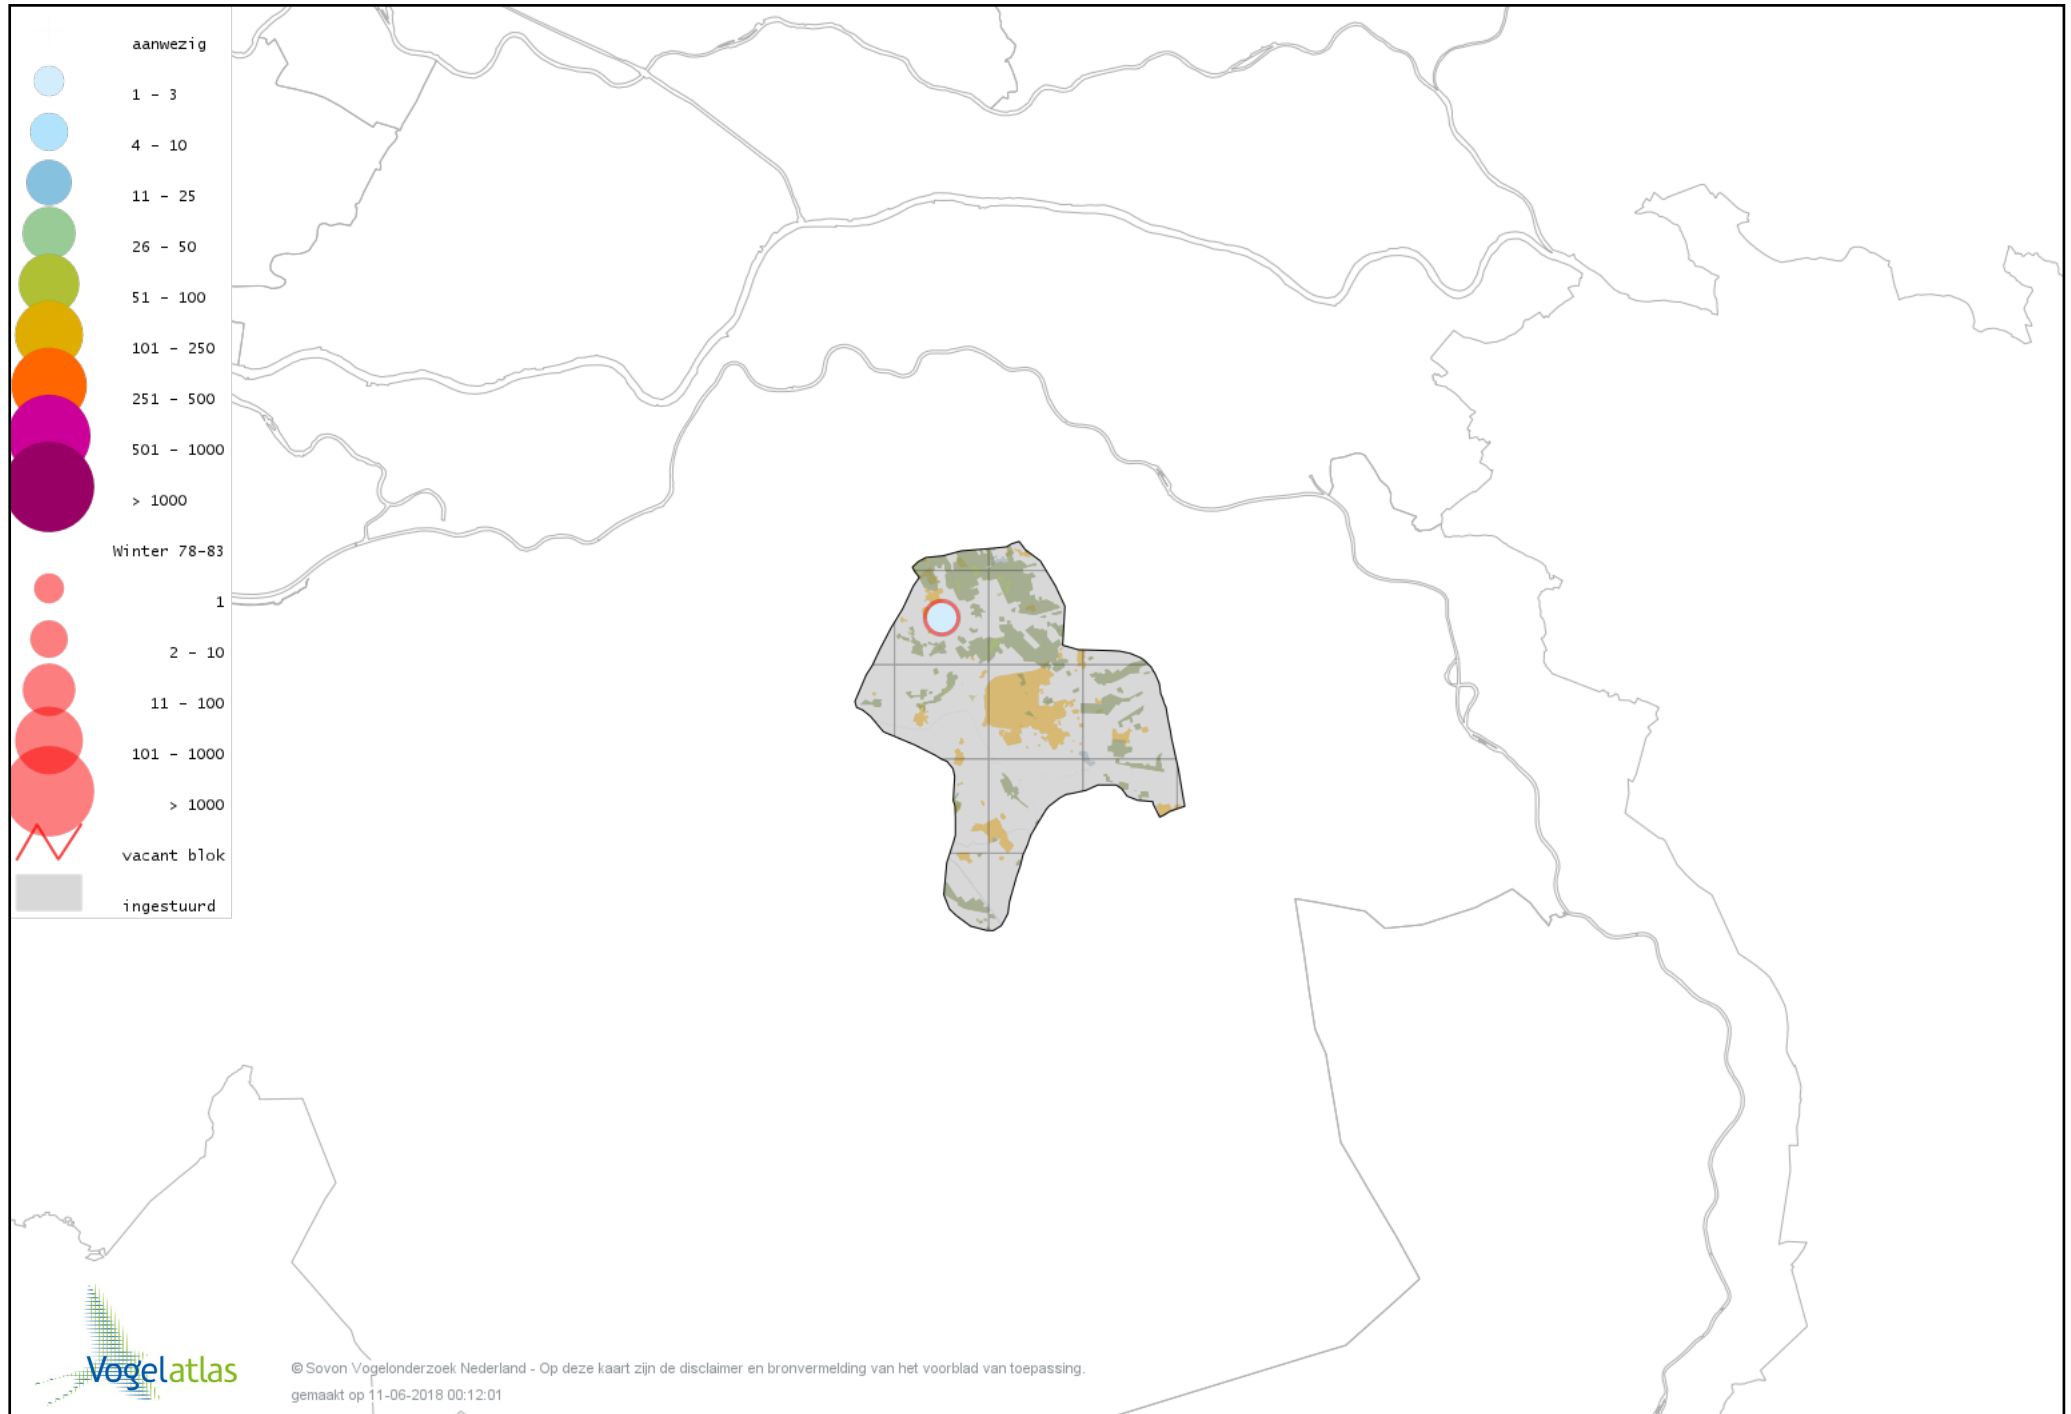 aanwezig
1 - 3
4 - 10
11 - 25
26 - 50
51 - 100
101 - 250
251 - 500
501 - 1000
> 1000
Winter 78-83
1
2 - 10
11 - 100
101 - 1000
> 1000
vacant blok
ingestuurd
Vogelatlas
© Sovon Vogelonderzoek Nederland - Op deze kaart zijn de disclaimer en bronvermelding van het voorblad van toepassing.
gemaakt op 11-06-2018 00:12:01